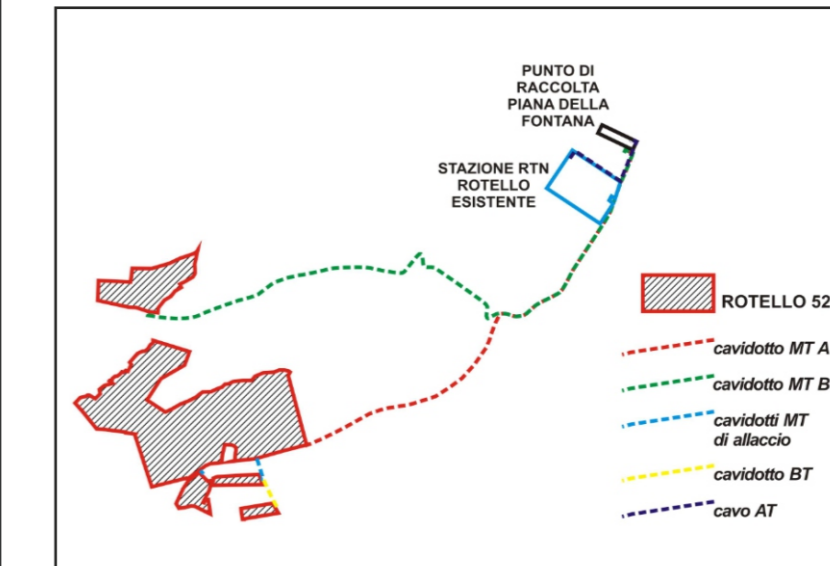 PUNTO DI
RACCOLTA
PIANA DELLA
FONTANA
STAZIONE RTN
ROTELLO
ESISTENTE
ROTELLO 52
cavidotto MT A
cavidotto MT B
cavidotti MT
di allaccio
cavidotto BT
cavo AT